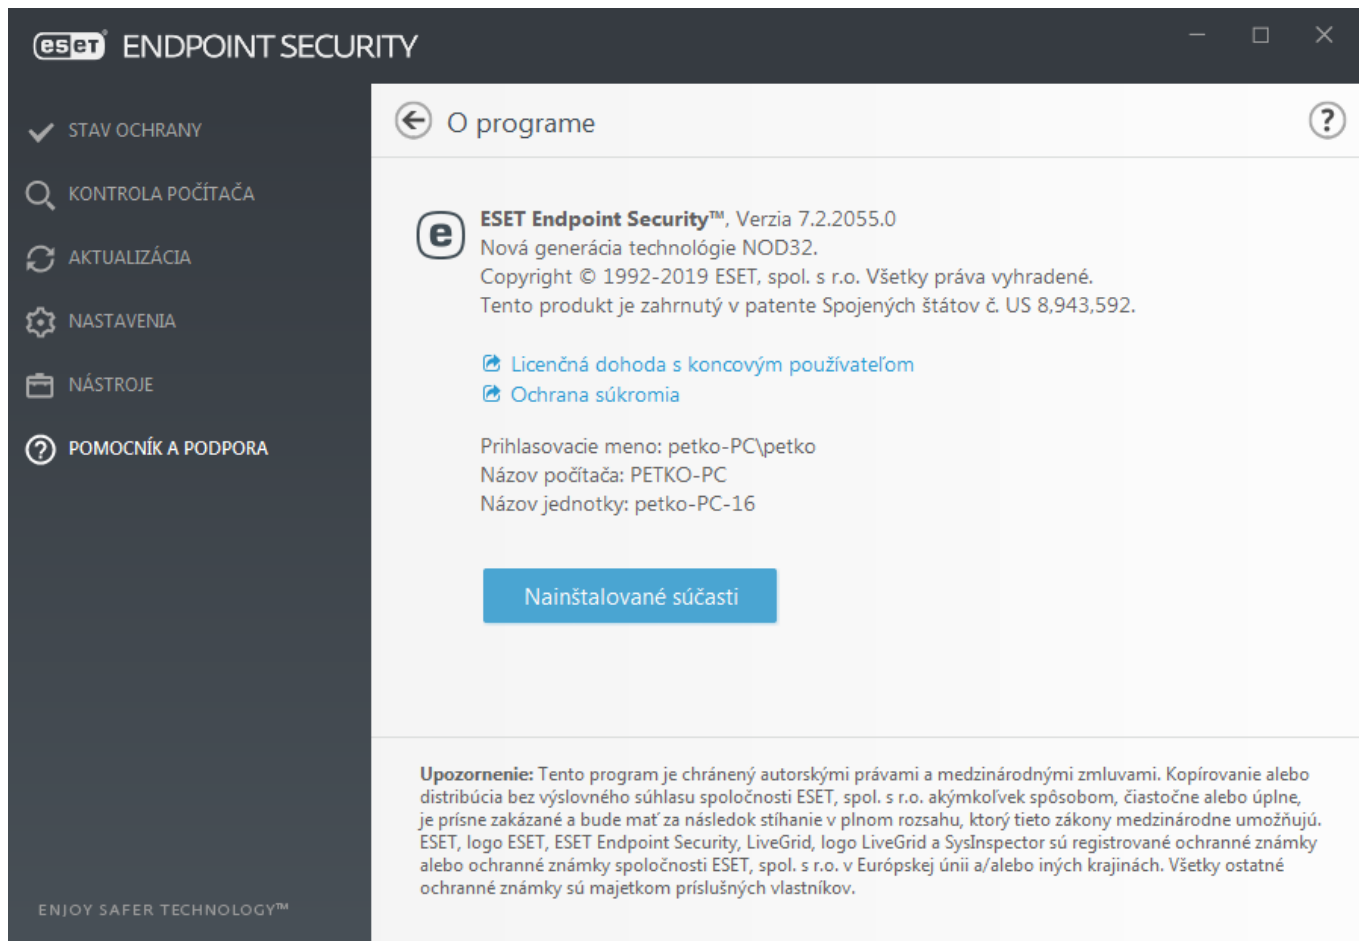 eset ENDPOINT SECURITY
STAV OCHRANY
KONTROLA POČÍTAČA
AKTUALIZÁCIA
NASTAVENIA
NÁSTROJE
POMOCNÍK A PODPORA
ENJOY SAFER TECHNOLOGY™
O programe
?
e
ESET Endpoint Security™, Verzia 7.2.2055.0
Nová generácia technológie NOD32.
Copyright © 1992-2019 ESET, spol. s r.o. Všetky práva vyhradené.
Tento produkt je zahrnutý v patente Spojených štátov č. US 8,943,592.
Licenčná dohoda s koncovým používateľom
Ochrana súkromia
Prihlasovacie meno: petko-PC\petko
Názov počítača: PETKO-PC
Názov jednotky: petko-PC-16
Nainštalované súčasti
Upozornenie: Tento program je chránený autorskými právami a medzinárodnými zmluvami. Kopírovanie alebo
distribúcia bez výslovného súhlasu spoločnosti ESET, spol. s r.o. akýmkoľvek spôsobom, čiastočne alebo úplne,
je prísne zakázané a bude mať za následok stíhanie v plnom rozsahu, ktorý tieto zákony medzinárodne umožňujú.
ESET, logo ESET, ESET Endpoint Security, LiveGrid, logo LiveGrid a SysInspector sú registrované ochranné známky
alebo ochranné známky spoločnosti ESET, spol. s r.o. v Európskej únii a/alebo iných krajinách. Všetky ostatné
ochranné známky sú majetkom príslušných vlastníkov.